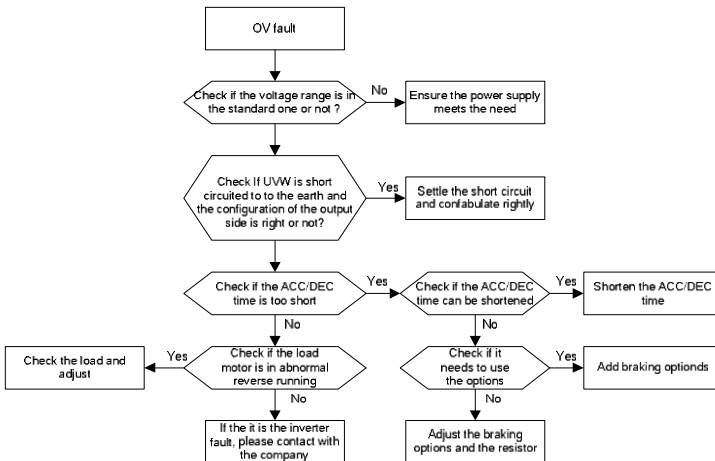 OV fault
Check if the voltage range is in
the standard one or not ?
No
Ensure the power supply
meets the need
Check If UVW is short
circuited to to the earth and
the configuration of the output
side is right or not?
Yes
Settle the short circuit
and confabulate rightly
Check if the ACC/DEC
time is too short
Yes
Check if the ACC/DEC
time can be shortened
Yes
Shorten the ACC/DEC
time
No
No
Check the load and
adjust
Yes
Check if the load
motor is in abnormal
reverse running
Check if it
needs to use
the options
Yes
Add braking optionds
No
No
If the it is the inverter
fault, please contact with
the company
Adjust the braking
options and the resistor